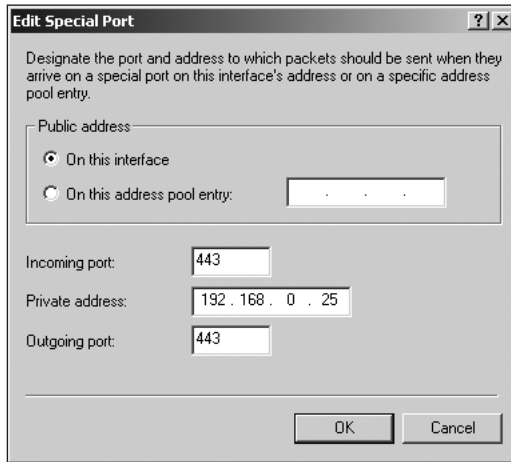 Edit Special Port
Designate the port and address to which packets should be sent when they
arrive on a special port on this interface's address or on a specific address
pool entry.
Public address
On this interface
On this address pool entry: . . .
Incoming port: 443
Private address: 192 . 168 . 0 . 25
Outgoing port: 443
OK Cancel